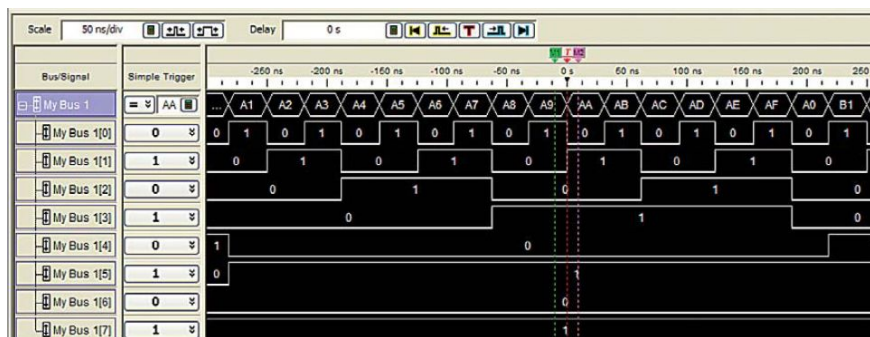 Scale 50 ns/div Delay 0 s
M1 T M2
Bus/Signal Simple Trigger -250 ns -200 ns -150 ns -100 ns -50 ns 0 s 50 ns 100 ns 150 ns 200 ns 250
My Bus 1 = AA ... A1 A2 A3 A4 A5 A6 A7 A8 A9 AA AB AC AD AE AF A0 B1
My Bus 1[0] 0 0 1 0 1 0 1 0 1 0 1 0 1 0 1 0 1 0 1
My Bus 1[1] 1 0 1 0 1 0 1 0 1 0
My Bus 1[2] 0 0 1 0 1 0
My Bus 1[3] 1 0 1 0
My Bus 1[4] 0 1 0
My Bus 1[5] 1 0 1
My Bus 1[6] 0 0
My Bus 1[7] 1 1